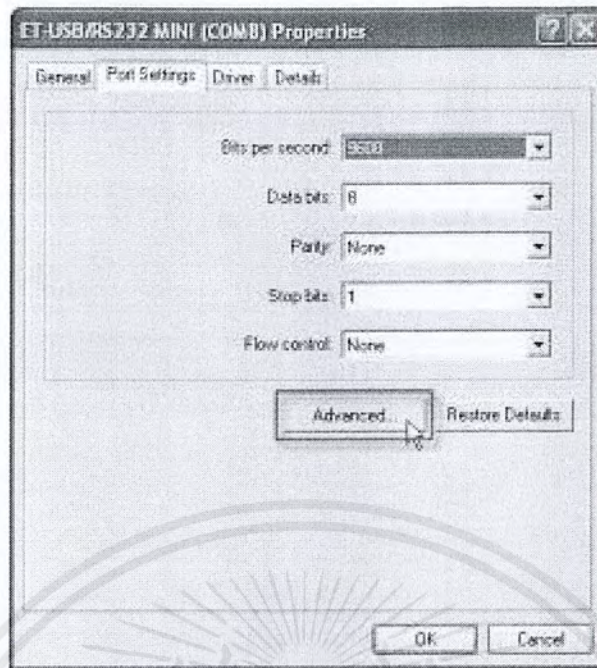 ET-USB/RS232 MINI (COM8) Properties
General Port Settings Driver Details
Bits per second: 9600
Data bits: 8
Parity: None
Stop bits: 1
Flow control: None
Advanced... Restore Defaults
OK Cancel